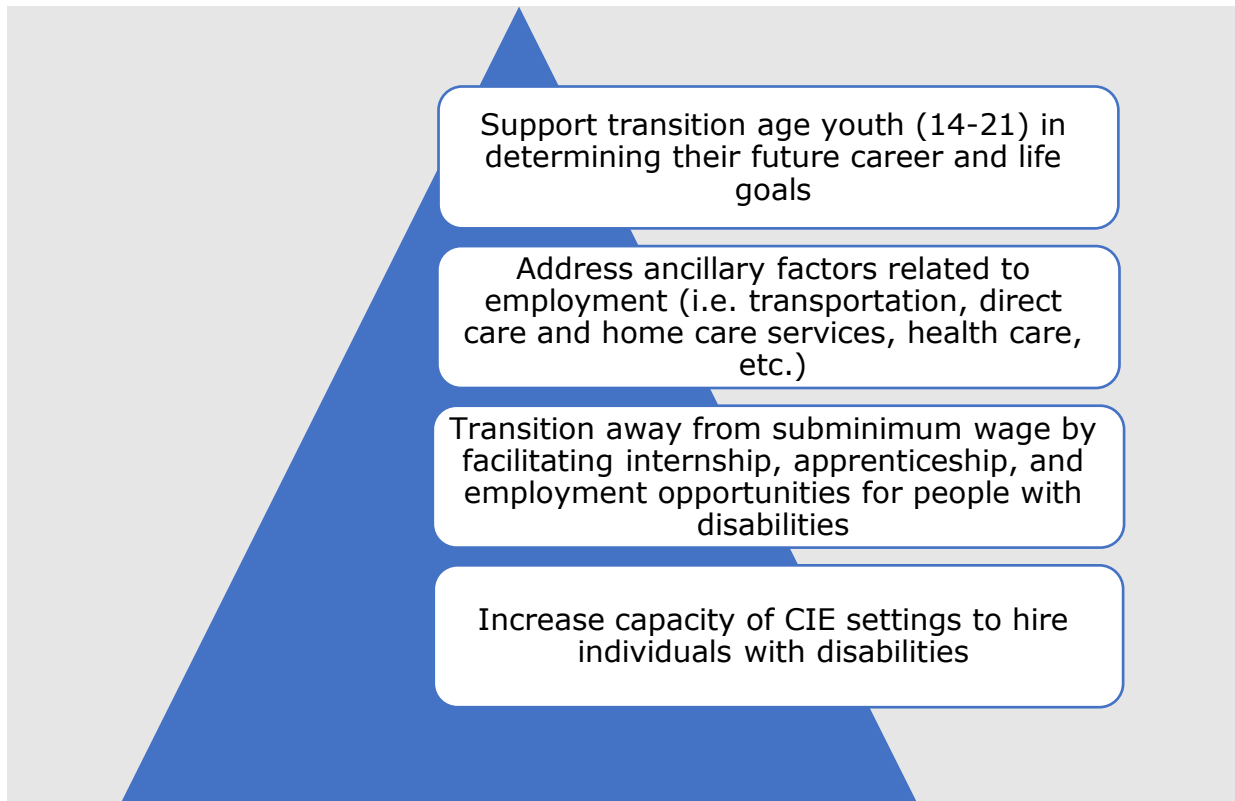 Support transition age youth (14-21) in
determining their future career and life
goals
Address ancillary factors related to
employment (i.e. transportation, direct
care and home care services, health care,
etc.)
Transition away from subminimum wage by
facilitating internship, apprenticeship, and
employment opportunities for people with
disabilities
Increase capacity of CIE settings to hire
individuals with disabilities